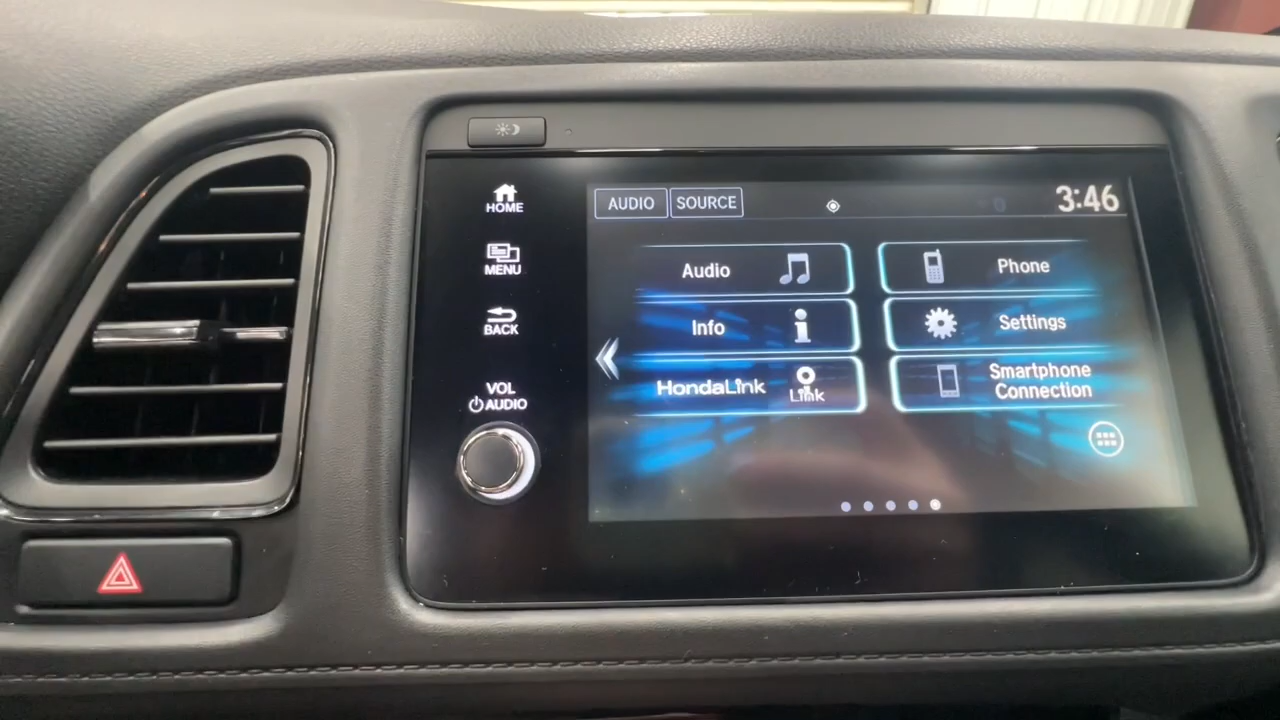 HOME
MENU
BACK
VOL
AUDIO
AUDIO SOURCE
3:46
Audio
Phone
Info
Settings
HondaLink
Link
Smartphone
Connection